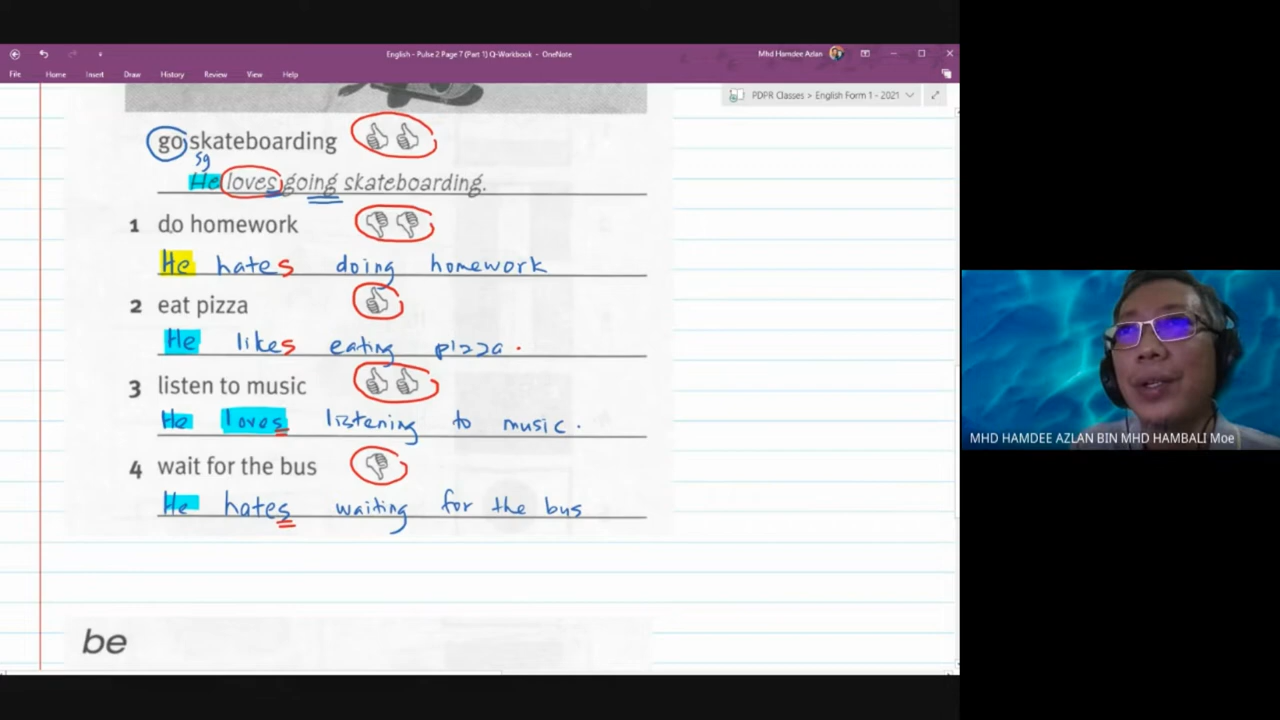 English - Pulse 2 Page 7 (Part 1) Q-Workbook - OneNote
Mhd Hamdee Azlan
File Home Insert Draw History Review View Help
PDPR Classes > English Form 1 - 2021
go skateboarding
sg
He loves going skateboarding.
1 do homework
He hates doing homework
2 eat pizza
He likes eating pizza.
3 listen to music
He loves listening to music.
4 wait for the bus
He hates waiting for the bus
be
MHD HAMDEE AZLAN BIN MHD HAMBALI Moe